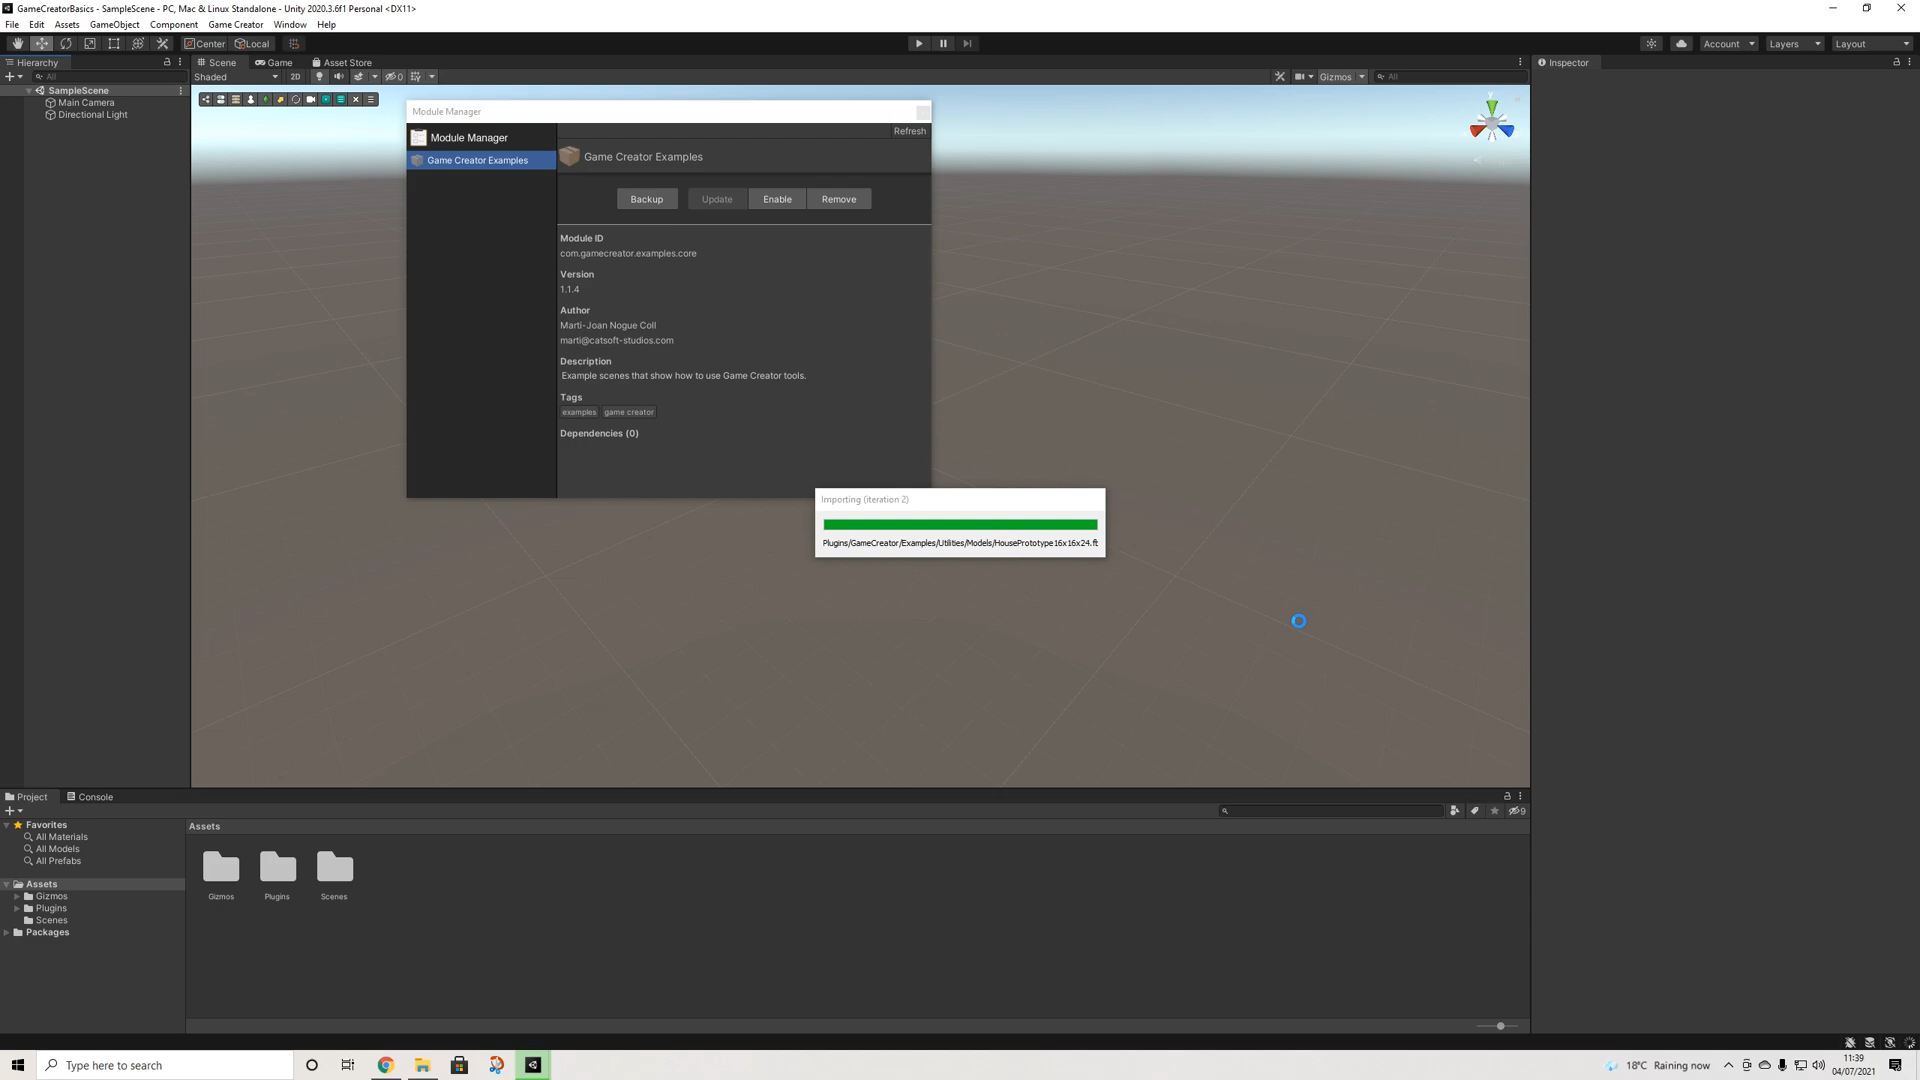 GameCreatorBasics - SampleScene - PC, Mac & Linux Standalone - Unity 2020.3.6f1 Personal <DX11>
File Edit Assets GameObject Component Game Creator Window Help
Center Local Account Layers Layout
Hierarchy Scene Game Asset Store Inspector
All Shaded 2D 0 Gizmos All
SampleScene
Main Camera
Directional Light
y
Module Manager
Module Manager
Game Creator Examples
Refresh
Game Creator Examples
Backup Update Enable Remove
Module ID
com.gamecreator.examples.core
Version
1.1.4
Author
Marti-Joan Nogue Coll
marti@catsoft-studios.com
Description
Example scenes that show how to use Game Creator tools.
Tags
examples game creator
Dependencies (0)
Importing (iteration 2)
Plugins/GameCreator/Examples/Utilities/Models/HousePrototype16x16x24.ft
Project Console
9
Favorites
All Materials
All Models
All Prefabs
Assets
Gizmos
Plugins
Scenes
Packages
Assets
Gizmos Plugins Scenes
Type here to search
18°C Raining now
11:39
04/07/2021